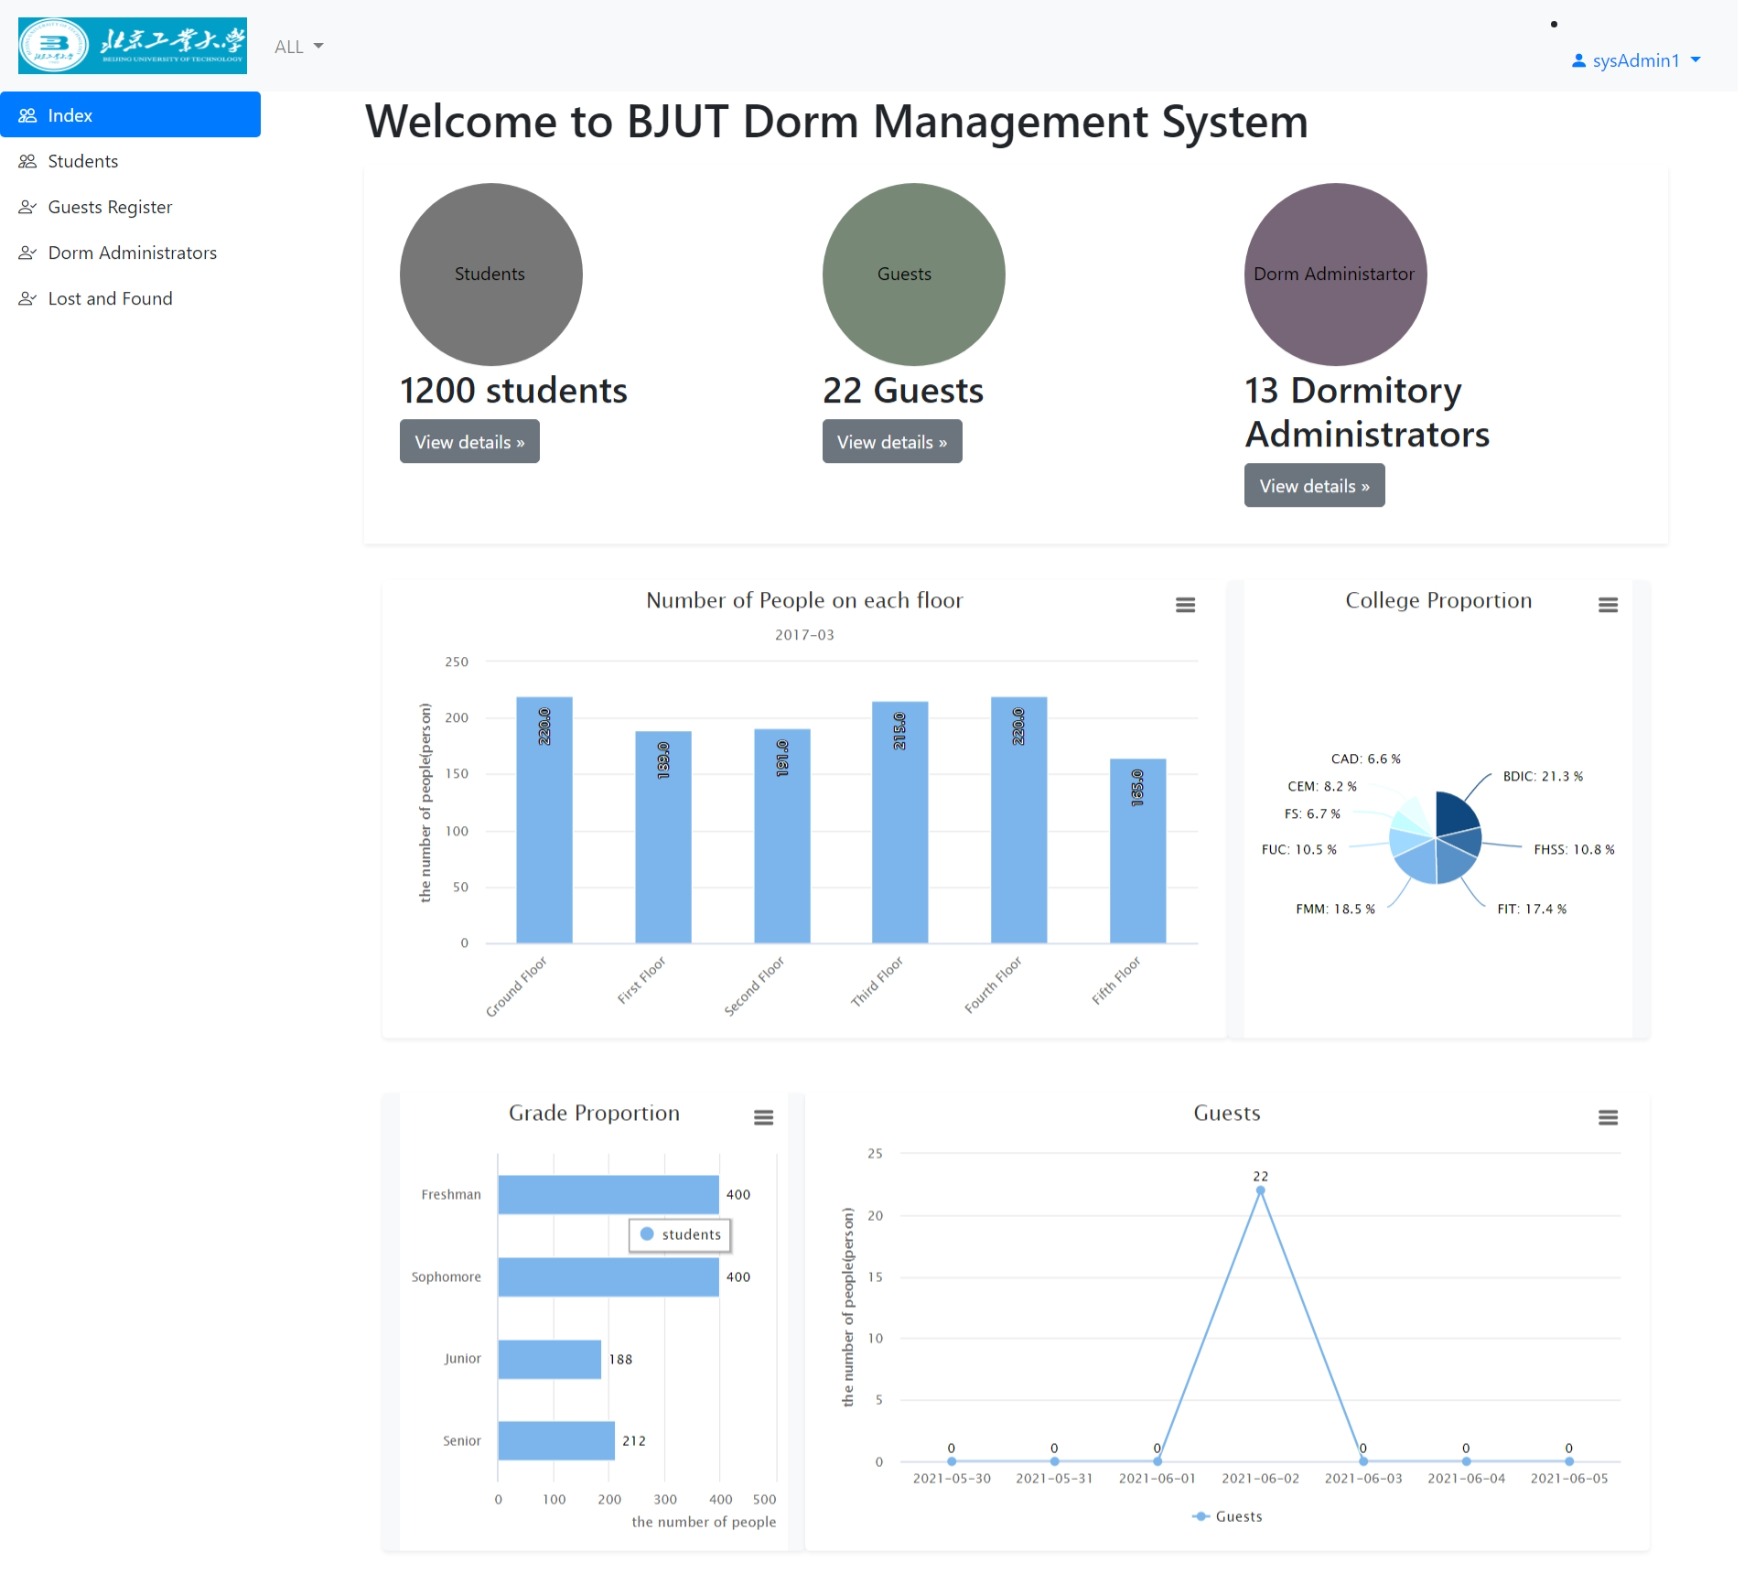 北京工业大学
BEIJING UNIVERSITY OF TECHNOLOGY
ALL
sysAdmin1
Index
Students
Guests Register
Dorm Administrators
Lost and Found
Welcome to BJUT Dorm Management System
Students
Guests
Dorm Administartor
1200 students
22 Guests
13 Dormitory
Administrators
View details »
View details »
View details »
Number of People on each floor
2017-03
the number of people(person)
250
200
150
100
50
0
220.0
189.0
191.0
215.0
220.0
165.0
Ground Floor
First Floor
Second Floor
Third Floor
Fourth Floor
Fifth Floor
College Proportion
CAD: 6.6 %
CEM: 8.2 %
FS: 6.7 %
FUC: 10.5 %
FMM: 18.5 %
BDIC: 21.3 %
FHSS: 10.8 %
FIT: 17.4 %
Grade Proportion
Freshman
400
students
Sophomore
400
Junior
188
Senior
212
0 100 200 300 400 500
the number of people
Guests
the number of people(person)
25
20
15
10
5
0
0 0 0 22 0 0 0
2021-05-30 2021-05-31 2021-06-01 2021-06-02 2021-06-03 2021-06-04 2021-06-05
Guests